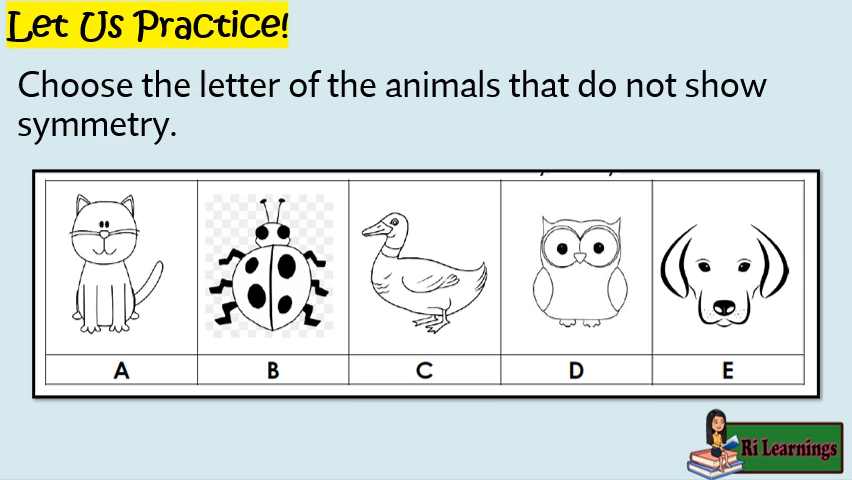 Let Us Practice!
Choose the letter of the animals that do not show
symmetry.
A B C D E
Ri Learnings